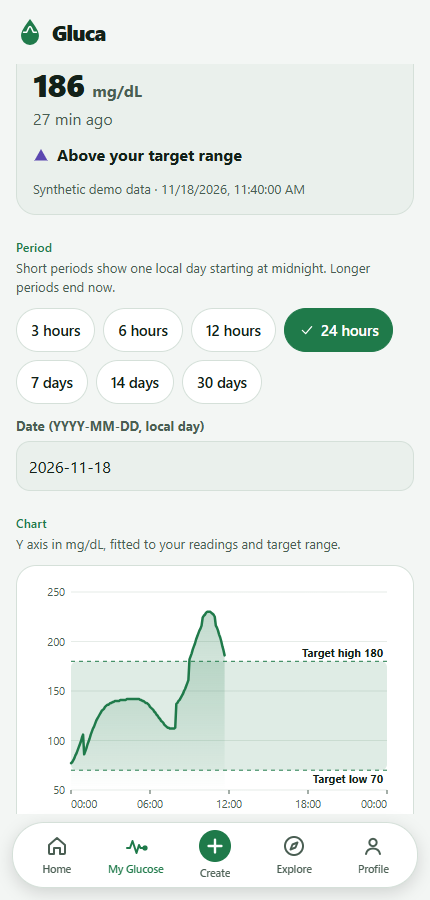 Gluca
186 mg/dL
27 min ago
Above your target range
Synthetic demo data · 11/18/2026, 11:40:00 AM
Period
Short periods show one local day starting at midnight. Longer
periods end now.
3 hours
6 hours
12 hours
24 hours
7 days
14 days
30 days
Date (YYYY-MM-DD, local day)
2026-11-18
Chart
Y axis in mg/dL, fitted to your readings and target range.
250
200
Target high 180
150
100
Target low 70
50
00:00 06:00 12:00 18:00 00:00
Home
My Glucose
Create
Explore
Profile